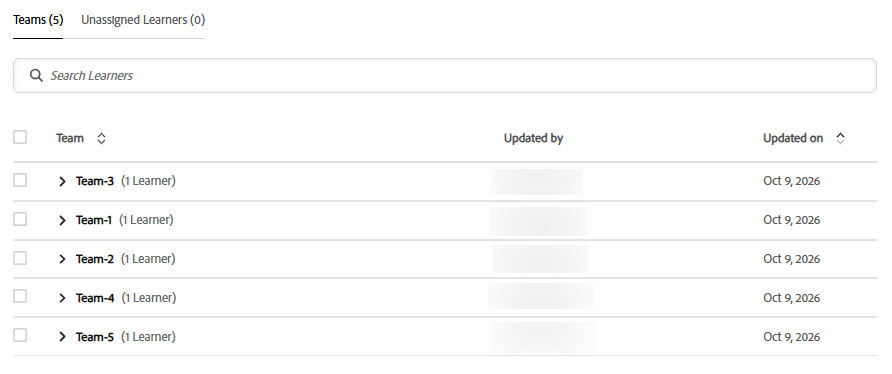 Teams (5) Unassigned Learners (0)
Search Learners
Team Updated by Updated on
Team-3 (1 Learner) Oct 9, 2026
Team-1 (1 Learner) Oct 9, 2026
Team-2 (1 Learner) Oct 9, 2026
Team-4 (1 Learner) Oct 9, 2026
Team-5 (1 Learner) Oct 9, 2026